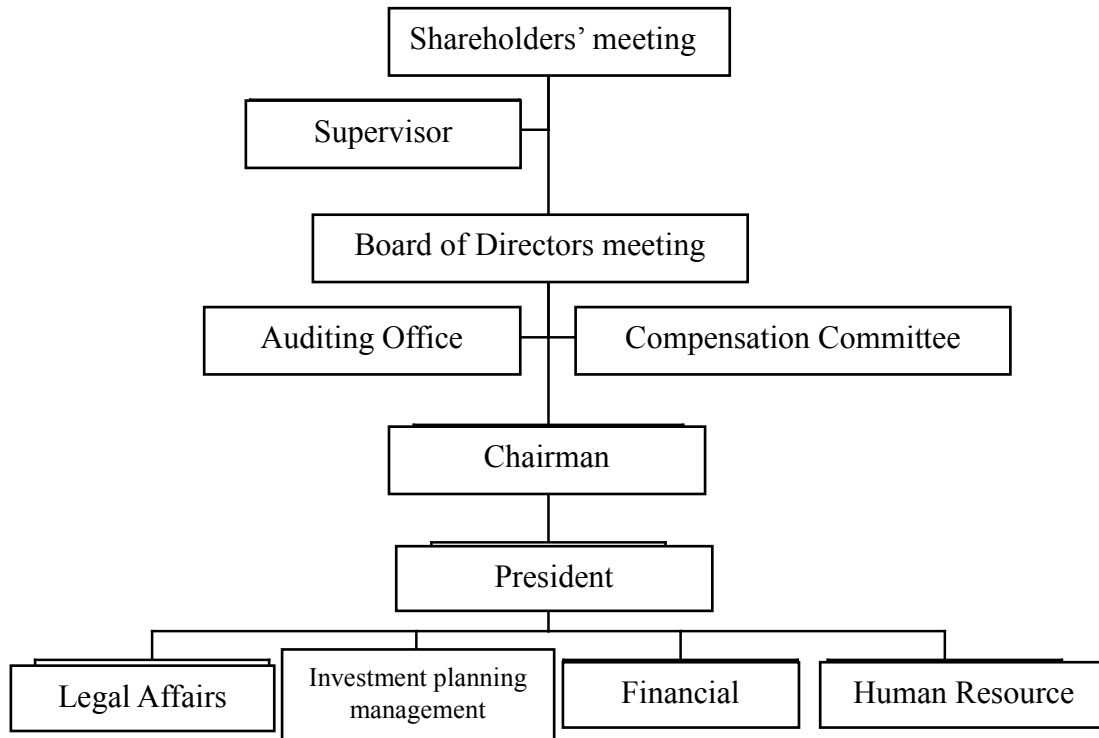 Shareholders’ meeting
Supervisor
Board of Directors meeting
Auditing Office
Compensation Committee
Chairman
President
Legal Affairs
Investment planning
management
Financial
Human Resource